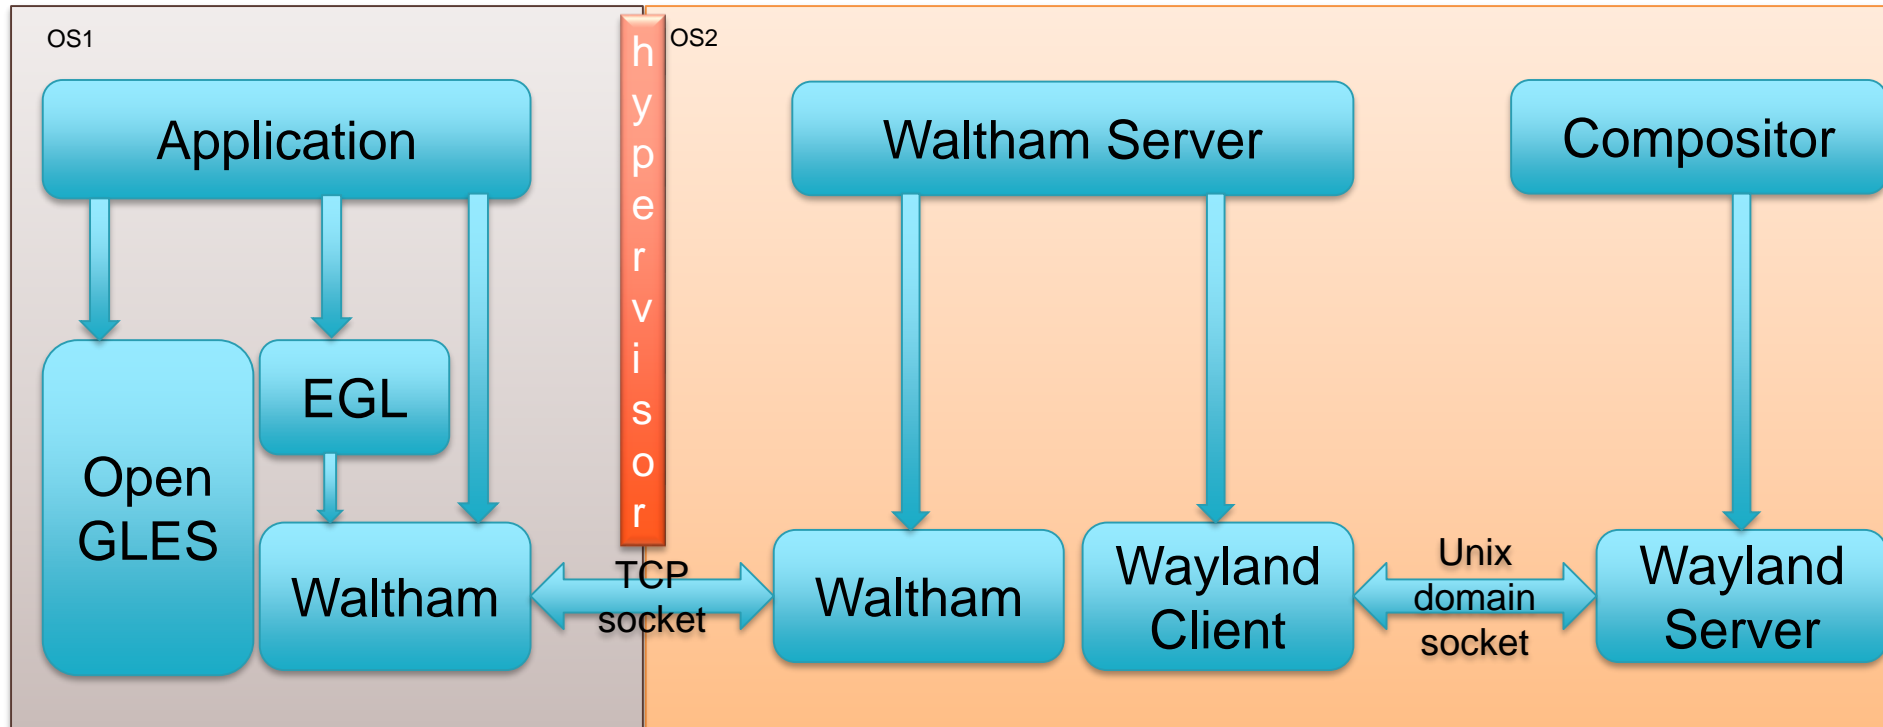 OS1
OS2
hypervisor
Application
Waltham Server
Compositor
EGL
Open
GLES
Waltham
TCP
socket
Waltham
Wayland
Client
Unix
domain
socket
Wayland
Server